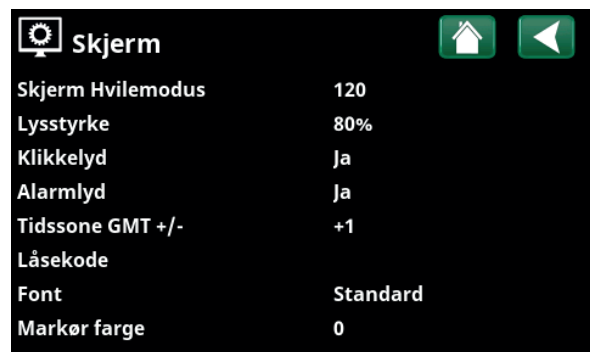 Skjerm
Skjerm Hvilemodus 120
Lysstyrke 80%
Klikkelyd Ja
Alarmlyd Ja
Tidssone GMT +/- +1
Låsekode
Font Standard
Markør farge 0